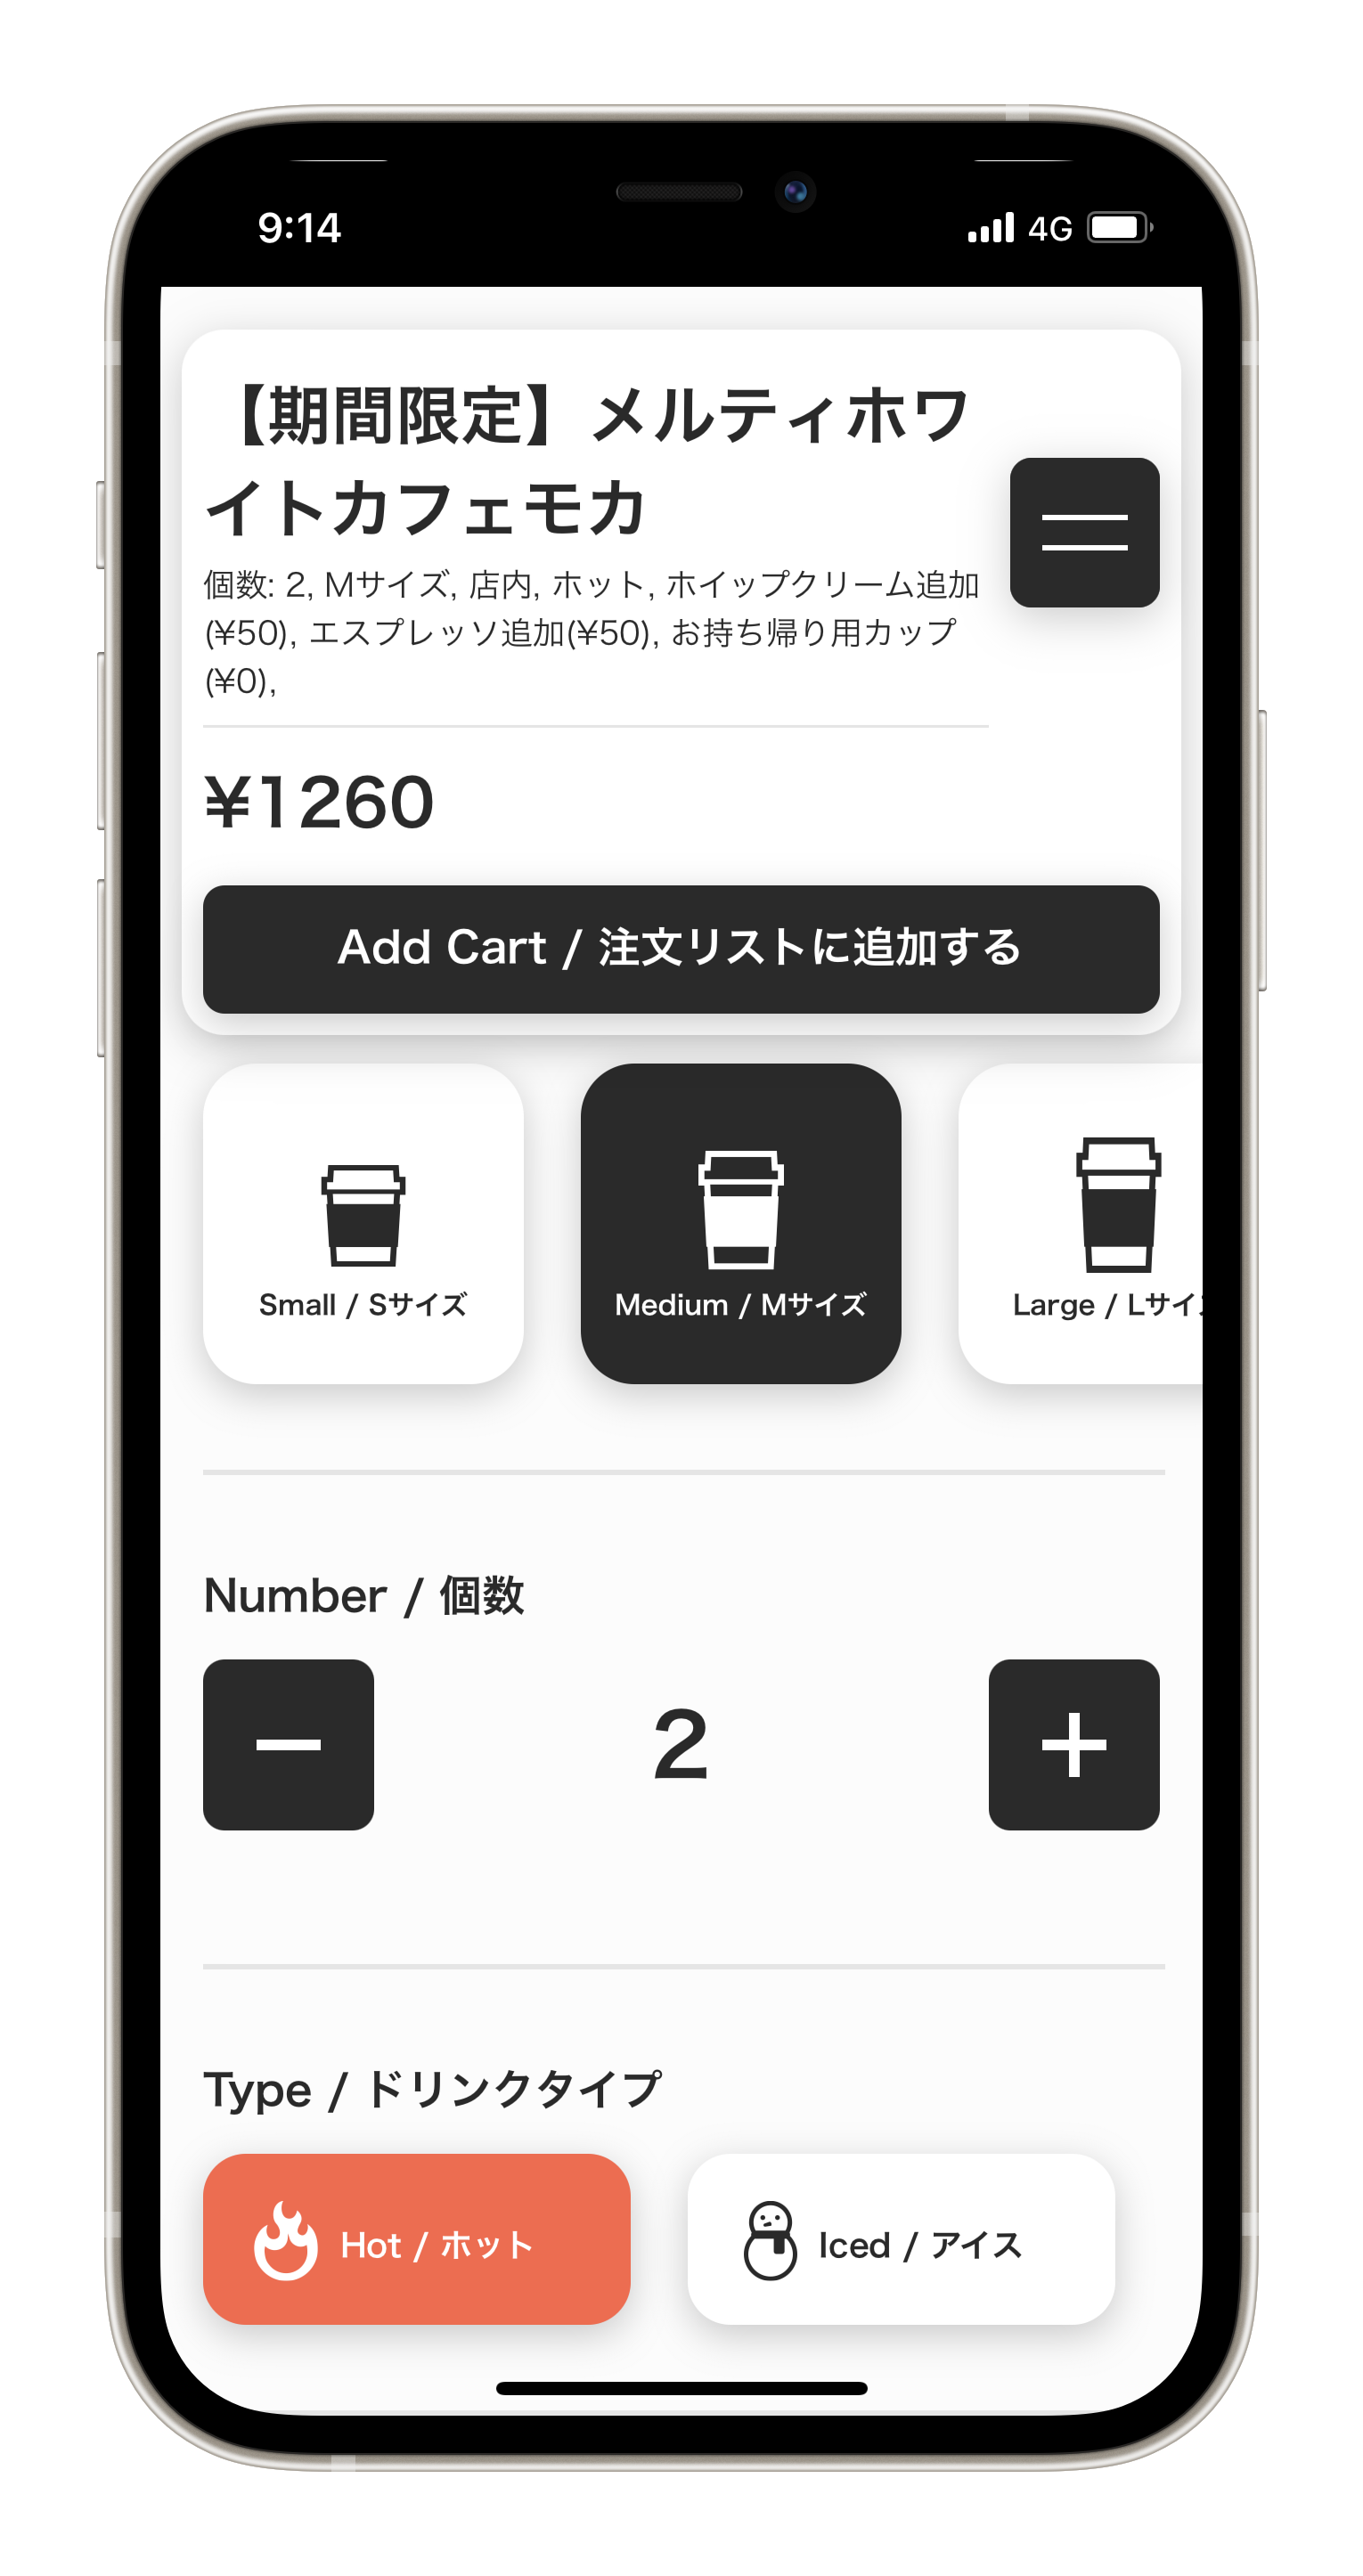 9:14
4G
【期間限定】メルティホワ
イトカフェモカ
個数: 2, Mサイズ, 店内, ホット, ホイップクリーム追加
(¥50), エスプレッソ追加(¥50), お持ち帰り用カップ
(¥0),
¥1260
Add Cart / 注文リストに追加する
Small / Sサイズ
Medium / Mサイズ
Large / Lサイ
Number / 個数
2
Type / ドリンクタイプ
Hot / ホット
Iced / アイス